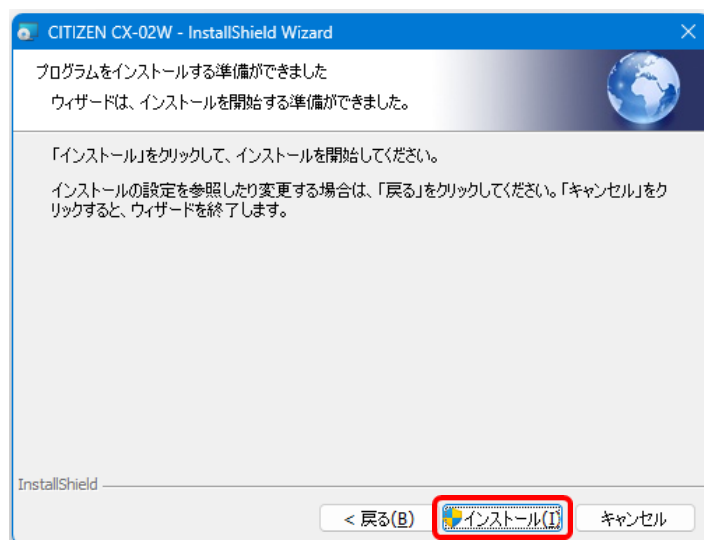 CITIZEN CX-02W - InstallShield Wizard
プログラムをインストールする準備ができました
ウィザードは、インストールを開始する準備ができました。
「インストール」をクリックして、インストールを開始してください。
インストールの設定を参照したり変更する場合は、「戻る」をクリックしてください。「キャンセル」をク
リックすると、ウィザードを終了します。
InstallShield
< 戻る(B)
インストール(I)
キャンセル